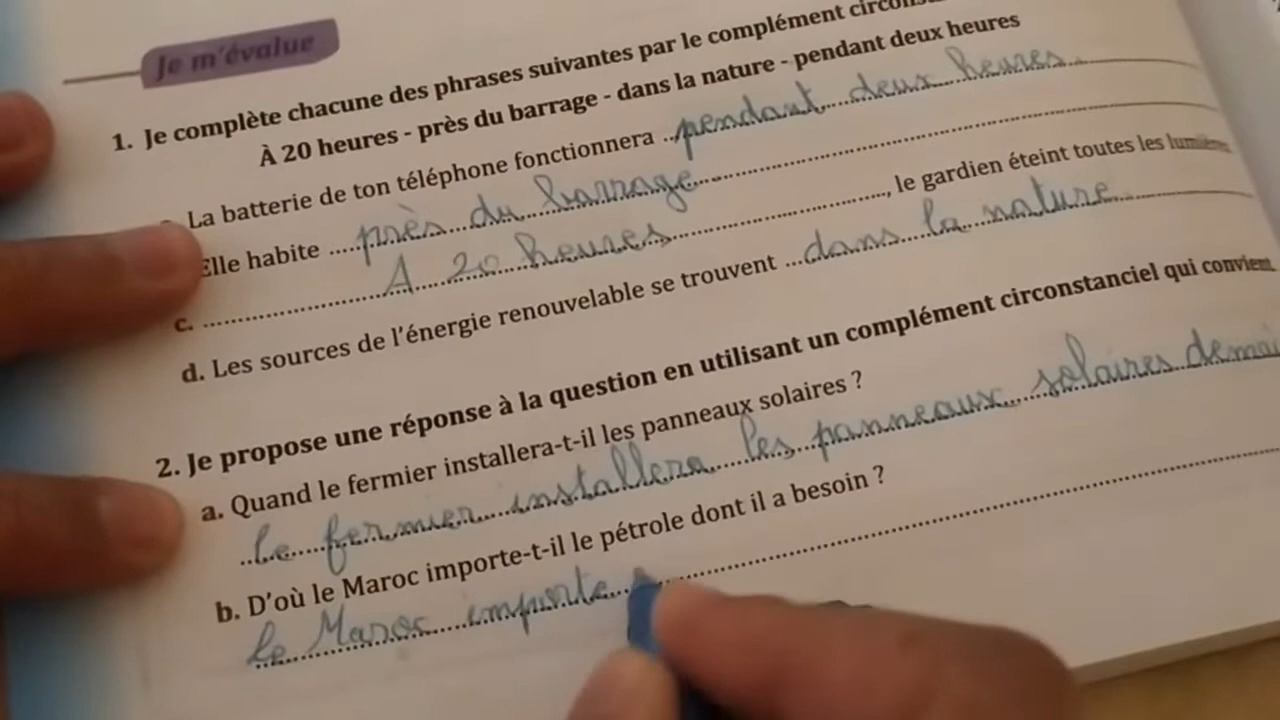 Je m'évalue
1. Je complète chacune des phrases suivantes par le complément
À 20 heures - près du barrage - dans la nature - pendant deux heures
La batterie de ton téléphone fonctionnera pendant deux heures.
Elle habite près du barrage
c. A 20 heures, le gardien éteint toutes les lumières
d. Les sources de l'énergie renouvelable se trouvent dans la nature.
2. Je propose une réponse à la question en utilisant un complément circonstanciel qui convient.
a. Quand le fermier installera-t-il les panneaux solaires ?
le fermier installera les panneaux solaires
b. D'où le Maroc importe-t-il le pétrole dont il a besoin ?
le Maroc importe